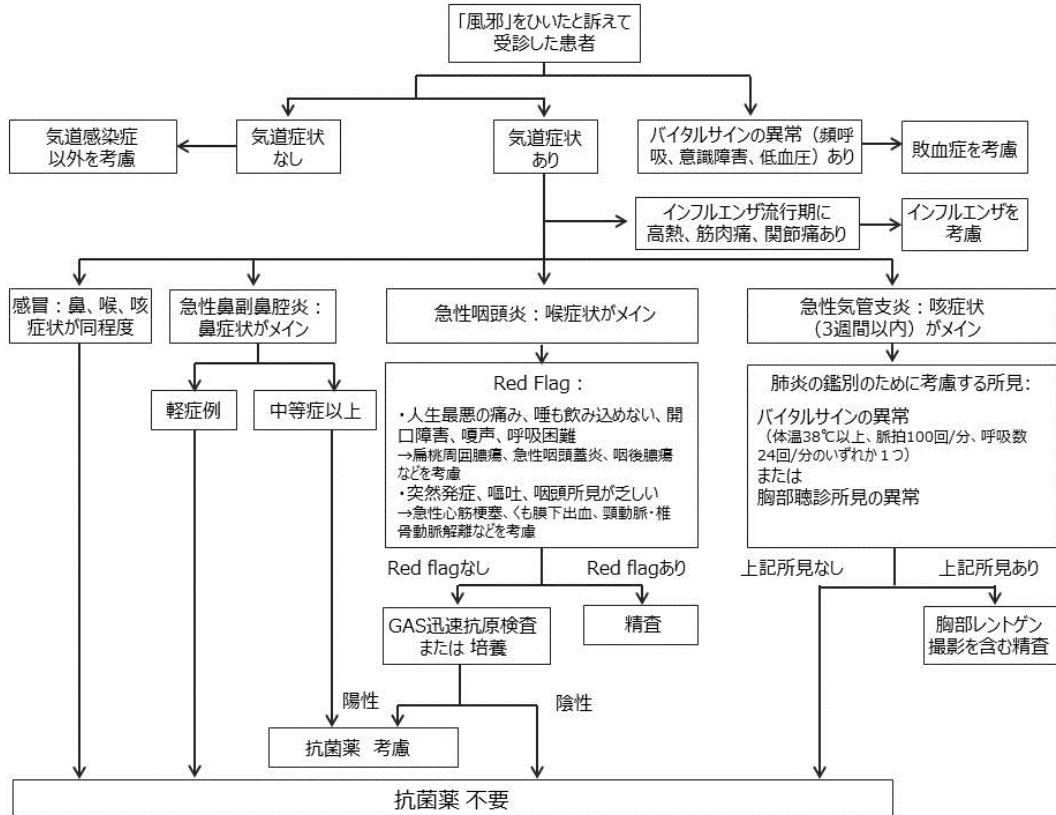 「風邪」をひいたと訴えて
受診した患者
気道感染症
以外を考慮
気道症状
なし
気道症状
あり
バイタルサインの異常（頻呼
吸、意識障害、低血圧）あり
敗血症を考慮
インフルエンザ流行期に
高熱、筋肉痛、関節痛あり
インフルエンザを
考慮
感冒：鼻、喉、咳
症状が同程度
急性鼻副鼻腔炎：
鼻症状がメイン
急性咽頭炎：喉症状がメイン
急性気管支炎：咳症状
（3週間以内）がメイン
軽症例
中等症以上
Red Flag：
・人生最悪の痛み、唾も飲み込めない、開
口障害、嗄声、呼吸困難
→扁桃周囲膿瘍、急性咽頭蓋炎、咽後膿瘍
などを考慮
・突然発症、嘔吐、咽頭所見が乏しい
→急性心筋梗塞、くも膜下出血、頸動脈・椎
骨動脈解離などを考慮
肺炎の鑑別のために考慮する所見：
バイタルサインの異常
（体温38℃以上、脈拍100回/分、呼吸数
24回/分のいずれか１つ）
または
胸部聴診所見の異常
Red flagなし
Red flagあり
上記所見なし
上記所見あり
GAS迅速抗原検査
または 培養
精査
胸部レントゲン
撮影を含む精査
陽性
陰性
抗菌薬 考慮
抗菌薬 不要